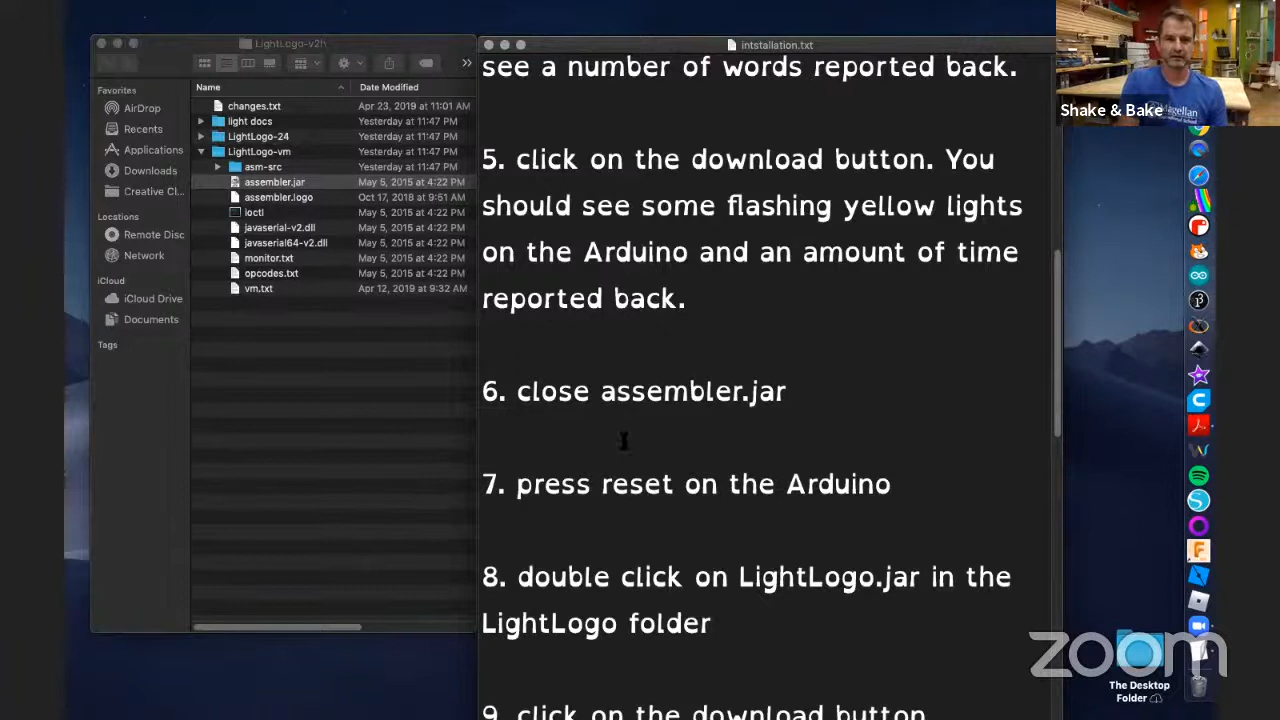 LightLogo-v2h
Favorites
AirDrop
Recents
Applications
Downloads
Creative Cl...
Locations
Remote Disc
Network
iCloud
iCloud Drive
Documents
Tags
Name
Date Modified
changes.txt Apr 23, 2019 at 11:01 AM
light docs Yesterday at 11:47 PM
LightLogo-24 Yesterday at 11:47 PM
LightLogo-vm Yesterday at 11:47 PM
asm-src Yesterday at 11:47 PM
assembler.jar May 5, 2015 at 4:22 PM
assembler.logo Oct 17, 2018 at 9:51 AM
ioctl May 5, 2015 at 4:22 PM
javaserial-v2.dll May 5, 2015 at 4:22 PM
javaserial64-v2.dll May 5, 2015 at 4:22 PM
monitor.txt May 5, 2015 at 4:22 PM
opcodes.txt May 5, 2015 at 4:22 PM
vm.txt Apr 12, 2019 at 9:32 AM
intstallation.txt
see a number of words reported back.
5. click on the download button. You
should see some flashing yellow lights
on the Arduino and an amount of time
reported back.
6. close assembler.jar
7. press reset on the Arduino
8. double click on LightLogo.jar in the
LightLogo folder
9. click on the download button
Magellan
International School
Shake & Bake
zoom
The Desktop
Folder